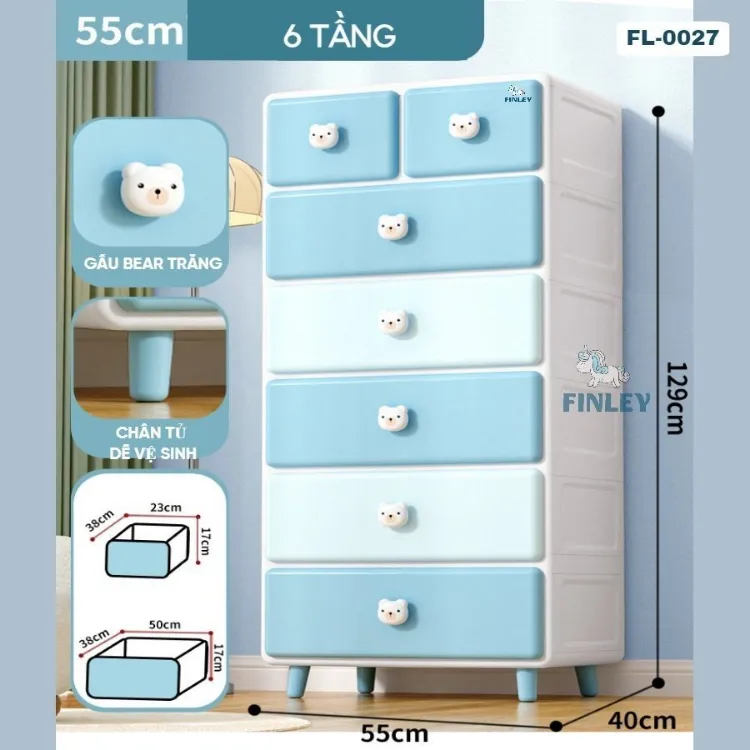 55cm
6 TẦNG
FL-0027
FINLEY
GẤU BEAR TRẮNG
CHÂN TỦ
DỄ VỆ SINH
FINLEY
129cm
38cm
23cm
17cm
38cm
50cm
17cm
55cm
40cm